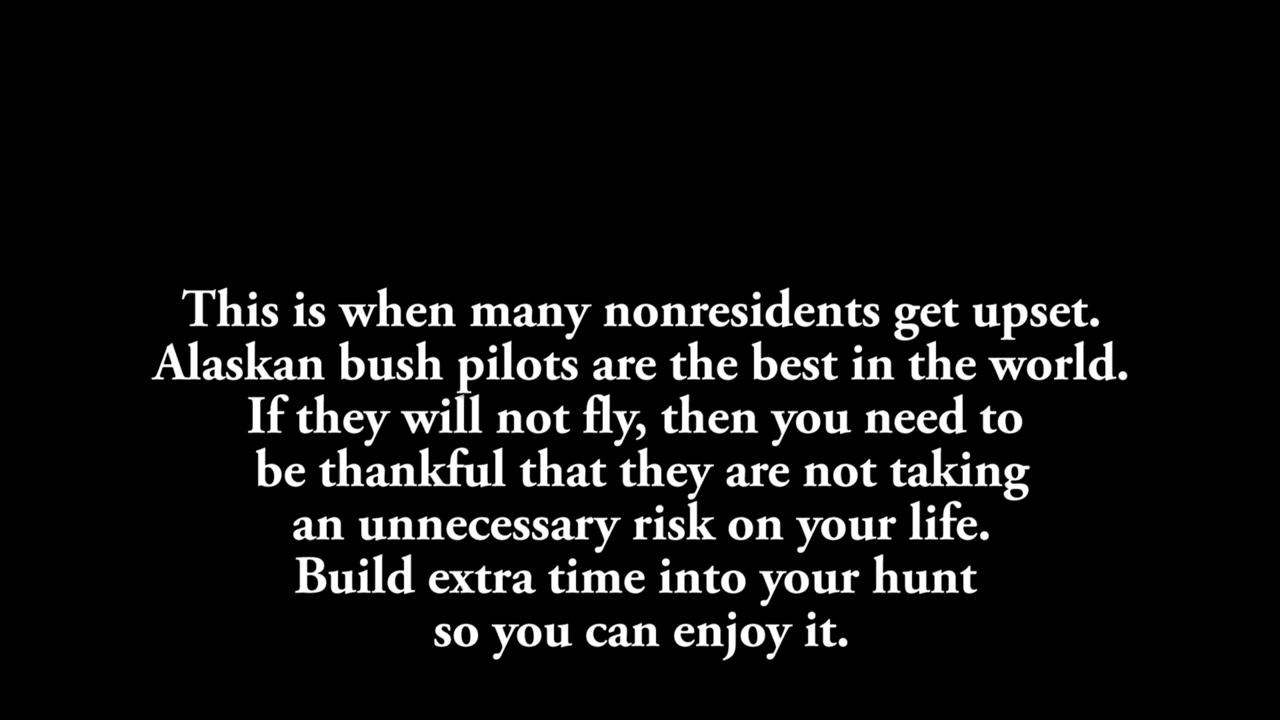 This is when many nonresidents get upset.
Alaskan bush pilots are the best in the world.
If they will not fly, then you need to
be thankful that they are not taking
an unnecessary risk on your life.
Build extra time into your hunt
so you can enjoy it.